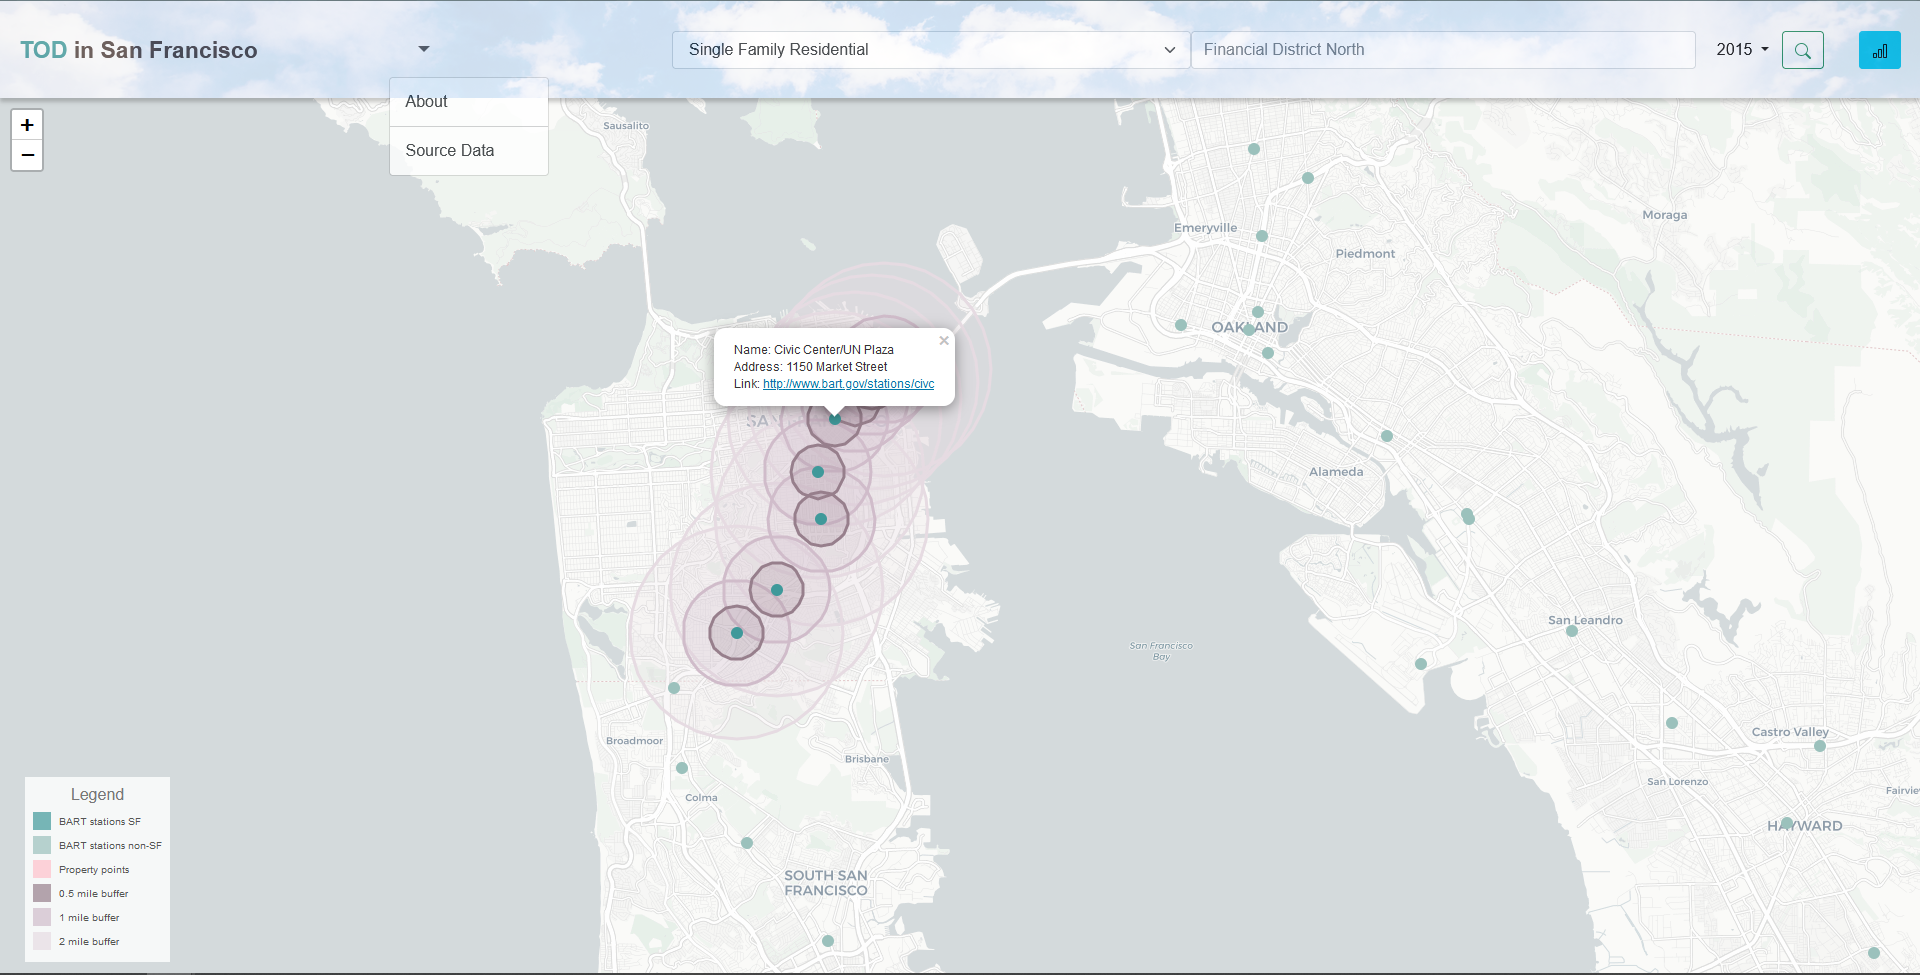 TOD in San Francisco
Single Family Residential
Financial District North
2015
About
Source Data
+
−
Sausalito
Moraga
Emeryville
Piedmont
OAKLAND
Name: Civic Center/UN Plaza
Address: 1150 Market Street
Link: http://www.bart.gov/stations/civc
×
Alameda
San Leandro
San Francisco
Bay
Broadmoor
Brisbane
Castro Valley
San Lorenzo
Colma
HAYWARD
SOUTH SAN
FRANCISCO
Legend
BART stations SF
BART stations non-SF
Property points
0.5 mile buffer
1 mile buffer
2 mile buffer